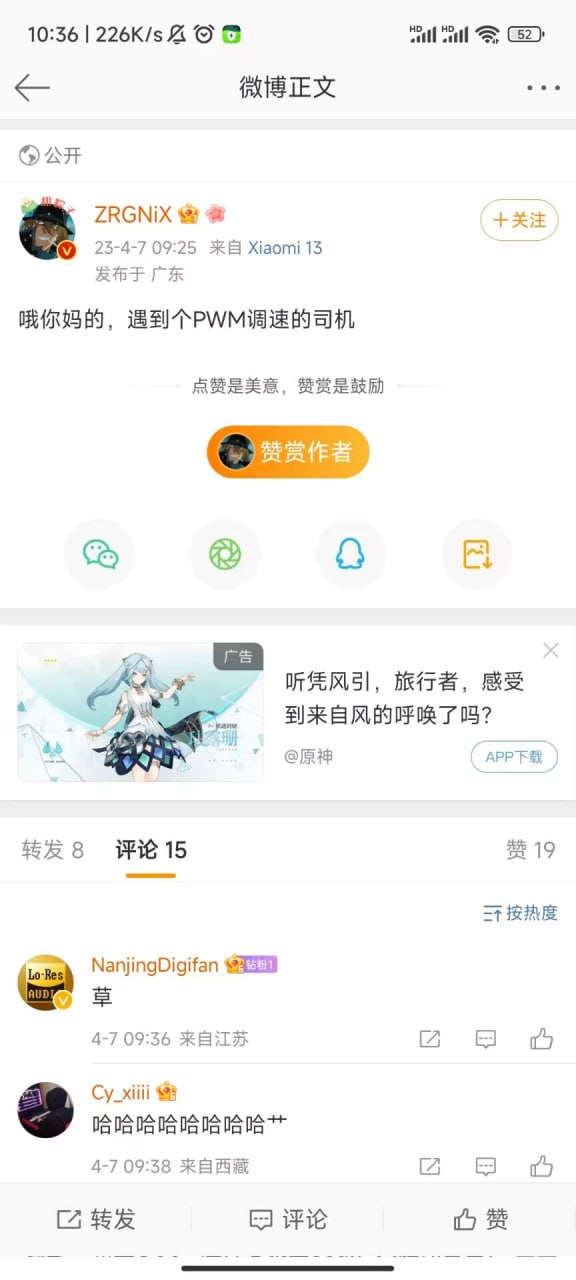 10:36 | 226K/s
HD HD 52
微博正文
公开
ZRGNiX
+关注
23-4-7 09:25 来自 Xiaomi 13
发布于 广东
哦你妈的，遇到个PWM调速的司机
点赞是美意，赞赏是鼓励
赞赏作者
广告
听凭风引，旅行者，感受
到来自风的呼唤了吗?
@原神
APP下载
转发 8
评论 15
赞 19
按热度
Lo-Res
AUDIO
NanjingDigifan
钻粉1
草
4-7 09:36 来自江苏
Cy_xiiii
哈哈哈哈哈哈哈哈艹
4-7 09:38 来自西藏
转发
评论
赞